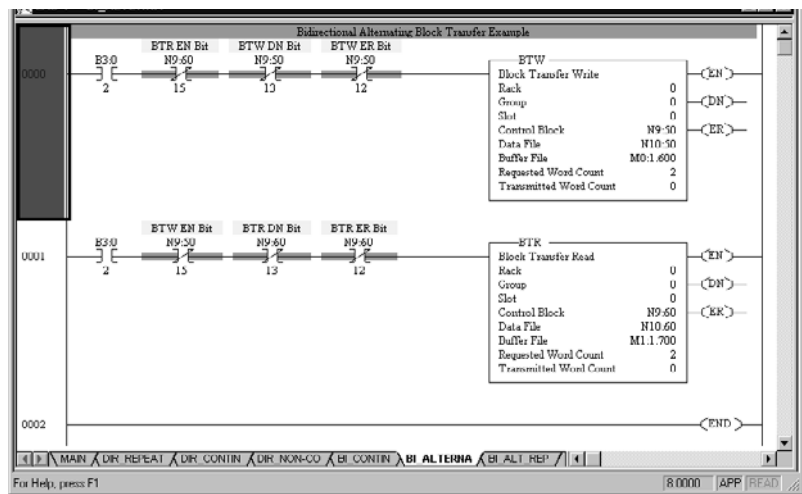 Bidirectional Alternating Block Transfer Example
BTR EN Bit BTW DN Bit BTW ER Bit
B3:0 N9:60 N9:50 N9:50
0000
2 15 13 12
BTW
Block Transfer Write
Rack 0
Group 0
Slot 0
Control Block N9:50
Data File N10:50
Buffer File M0:1.600
Requested Word Count 2
Transmitted Word Count 0
EN
DN
ER
BTW EN Bit BTR DN Bit BTR ER Bit
B3:0 N9:50 N9:60 N9:60
0001
2 15 13 12
BTR
Block Transfer Read
Rack 0
Group 0
Slot 0
Control Block N9:60
Data File N10:60
Buffer File M1:1.700
Requested Word Count 2
Transmitted Word Count 0
EN
DN
ER
0002
END
MAIN DIR_REPEAT DIR_CONTIN DIR_NON-CO BI_CONTIN BI_ALTERNA BI_ALT_REP
For Help, press F1 8:0000 APP READ